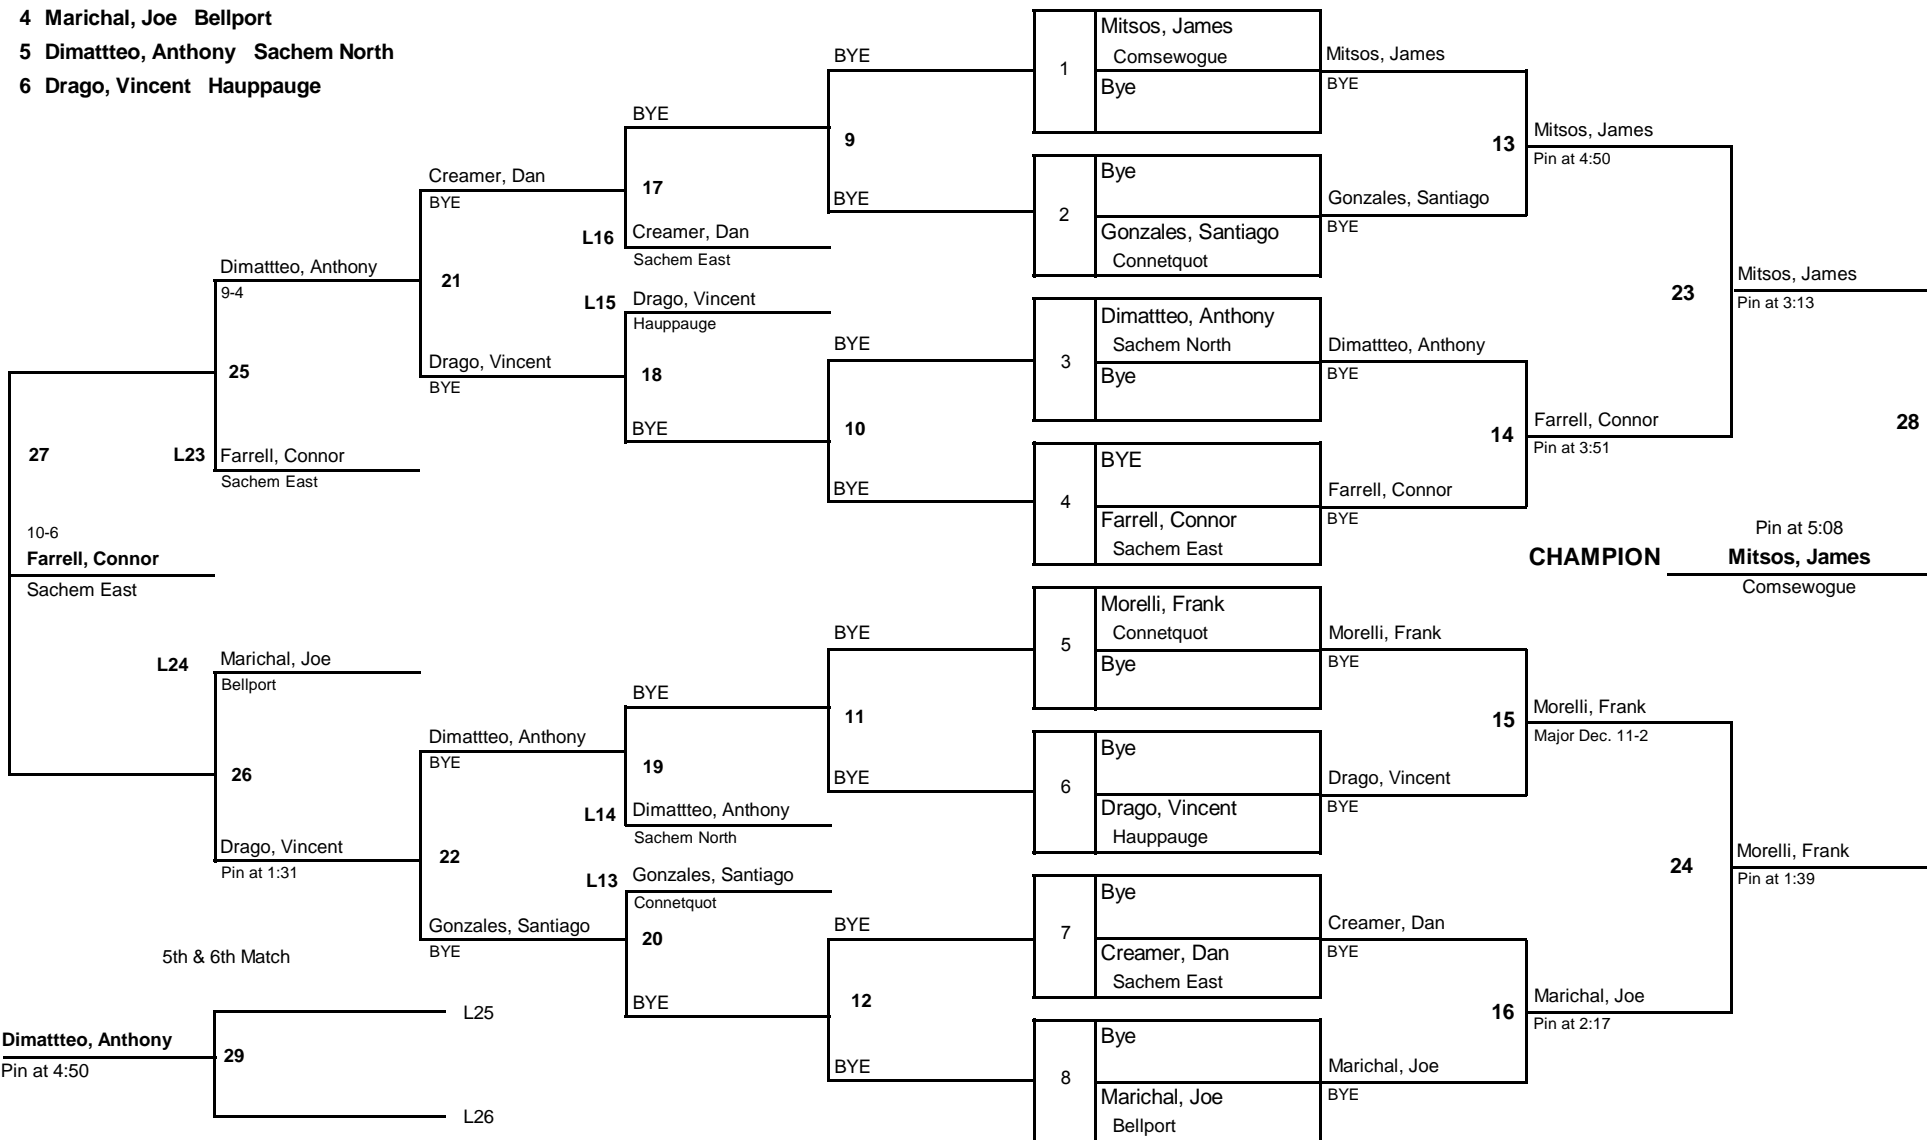 4 Marichal, Joe Bellport
5 Dimattteo, Anthony Sachem North
6 Drago, Vincent Hauppauge
Mitsos, James
Comsewogue
1
Bye
Mitsos, James
BYE
BYE
BYE
9
BYE
13
Mitsos, James
Pin at 4:50
Bye
2
Gonzales, Santiago
Connetquot
Gonzales, Santiago
BYE
Creamer, Dan
BYE
17
L16
Creamer, Dan
Sachem East
Dimattteo, Anthony
9-4
21
L15
Drago, Vincent
Hauppauge
23
Mitsos, James
Pin at 3:13
Dimattteo, Anthony
Sachem North
3
Bye
Dimattteo, Anthony
BYE
BYE
25
Drago, Vincent
BYE
18
BYE
10
BYE
14
Farrell, Connor
Pin at 3:51
28
27
L23
Farrell, Connor
Sachem East
BYE
4
Farrell, Connor
Sachem East
Farrell, Connor
BYE
10-6
Farrell, Connor
Sachem East
Pin at 5:08
CHAMPION
Mitsos, James
Comsewogue
Morelli, Frank
Connetquot
5
Bye
Morelli, Frank
BYE
BYE
L24
Marichal, Joe
Bellport
BYE
11
15
Morelli, Frank
Major Dec. 11-2
Dimattteo, Anthony
BYE
19
BYE
26
L14
Dimattteo, Anthony
Sachem North
Bye
6
Drago, Vincent
Hauppauge
Drago, Vincent
BYE
Drago, Vincent
Pin at 1:31
22
L13
Gonzales, Santiago
Connetquot
24
Morelli, Frank
Pin at 1:39
Bye
7
Creamer, Dan
Sachem East
Creamer, Dan
BYE
BYE
Gonzales, Santiago
BYE
20
5th & 6th Match
BYE
12
16
Marichal, Joe
Pin at 2:17
L25
Dimattteo, Anthony
Pin at 4:50
29
L26
BYE
Bye
8
Marichal, Joe
Bellport
Marichal, Joe
BYE